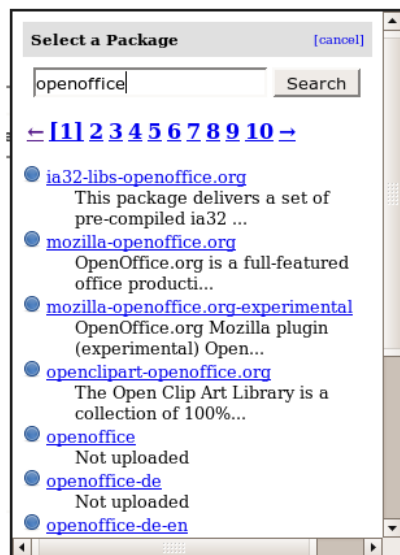 Select a Package [cancel]
openoffice Search
← [1] 2 3 4 5 6 7 8 9 10 →
ia32-libs-openoffice.org
This package delivers a set of
pre-compiled ia32 ...
mozilla-openoffice.org
OpenOffice.org is a full-featured
office producti...
mozilla-openoffice.org-experimental
OpenOffice.org Mozilla plugin
(experimental) Open...
openclipart-openoffice.org
The Open Clip Art Library is a
collection of 100%...
openoffice
Not uploaded
openoffice-de
Not uploaded
openoffice-de-en